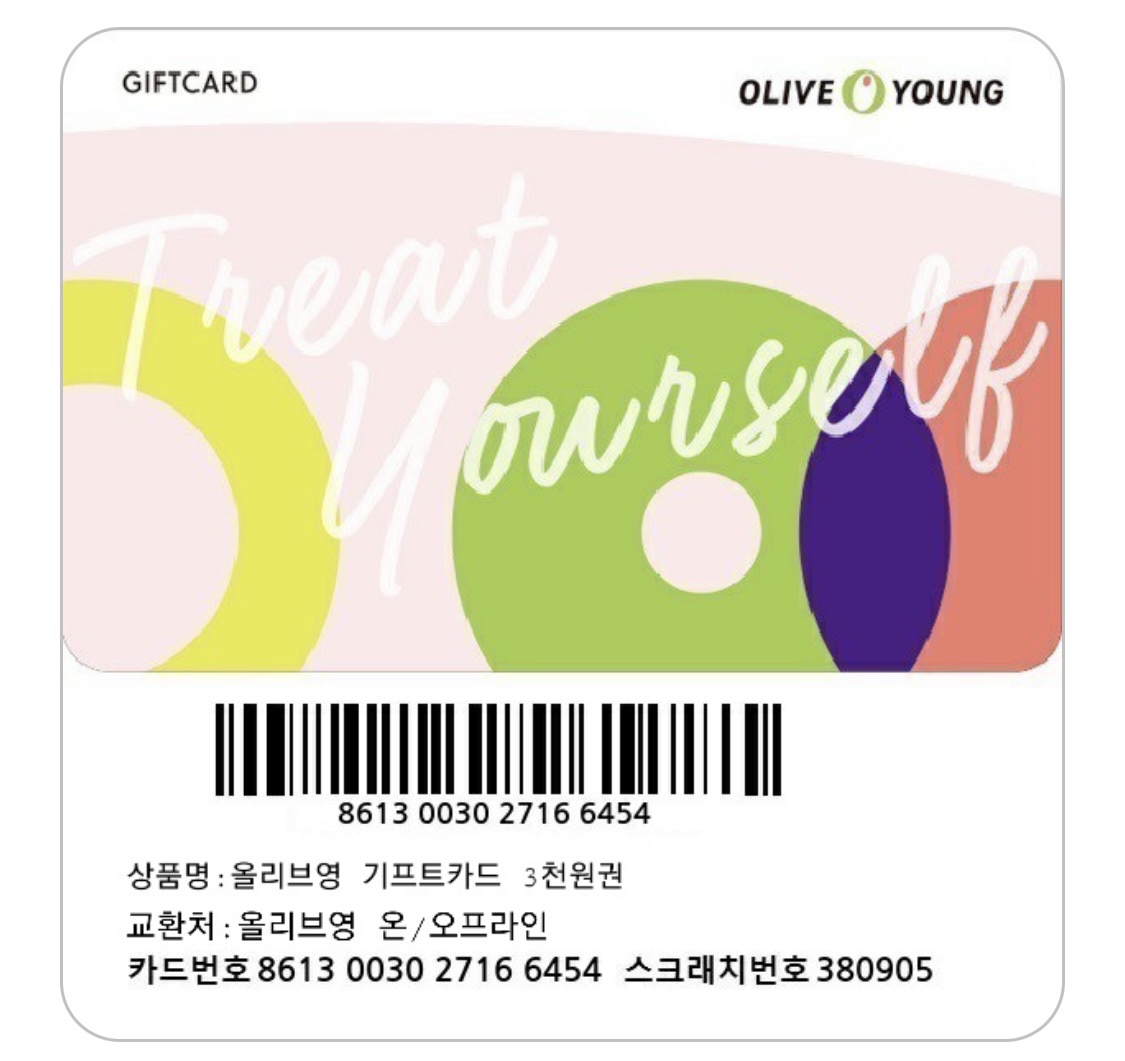 GIFTCARD
OLIVE YOUNG
Treat
Yourself
8613 0030 2716 6454
상품명 : 올리브영 기프트카드 3천원권
교환처 : 올리브영 온/오프라인
카드번호 8613 0030 2716 6454 스크래치번호 380905